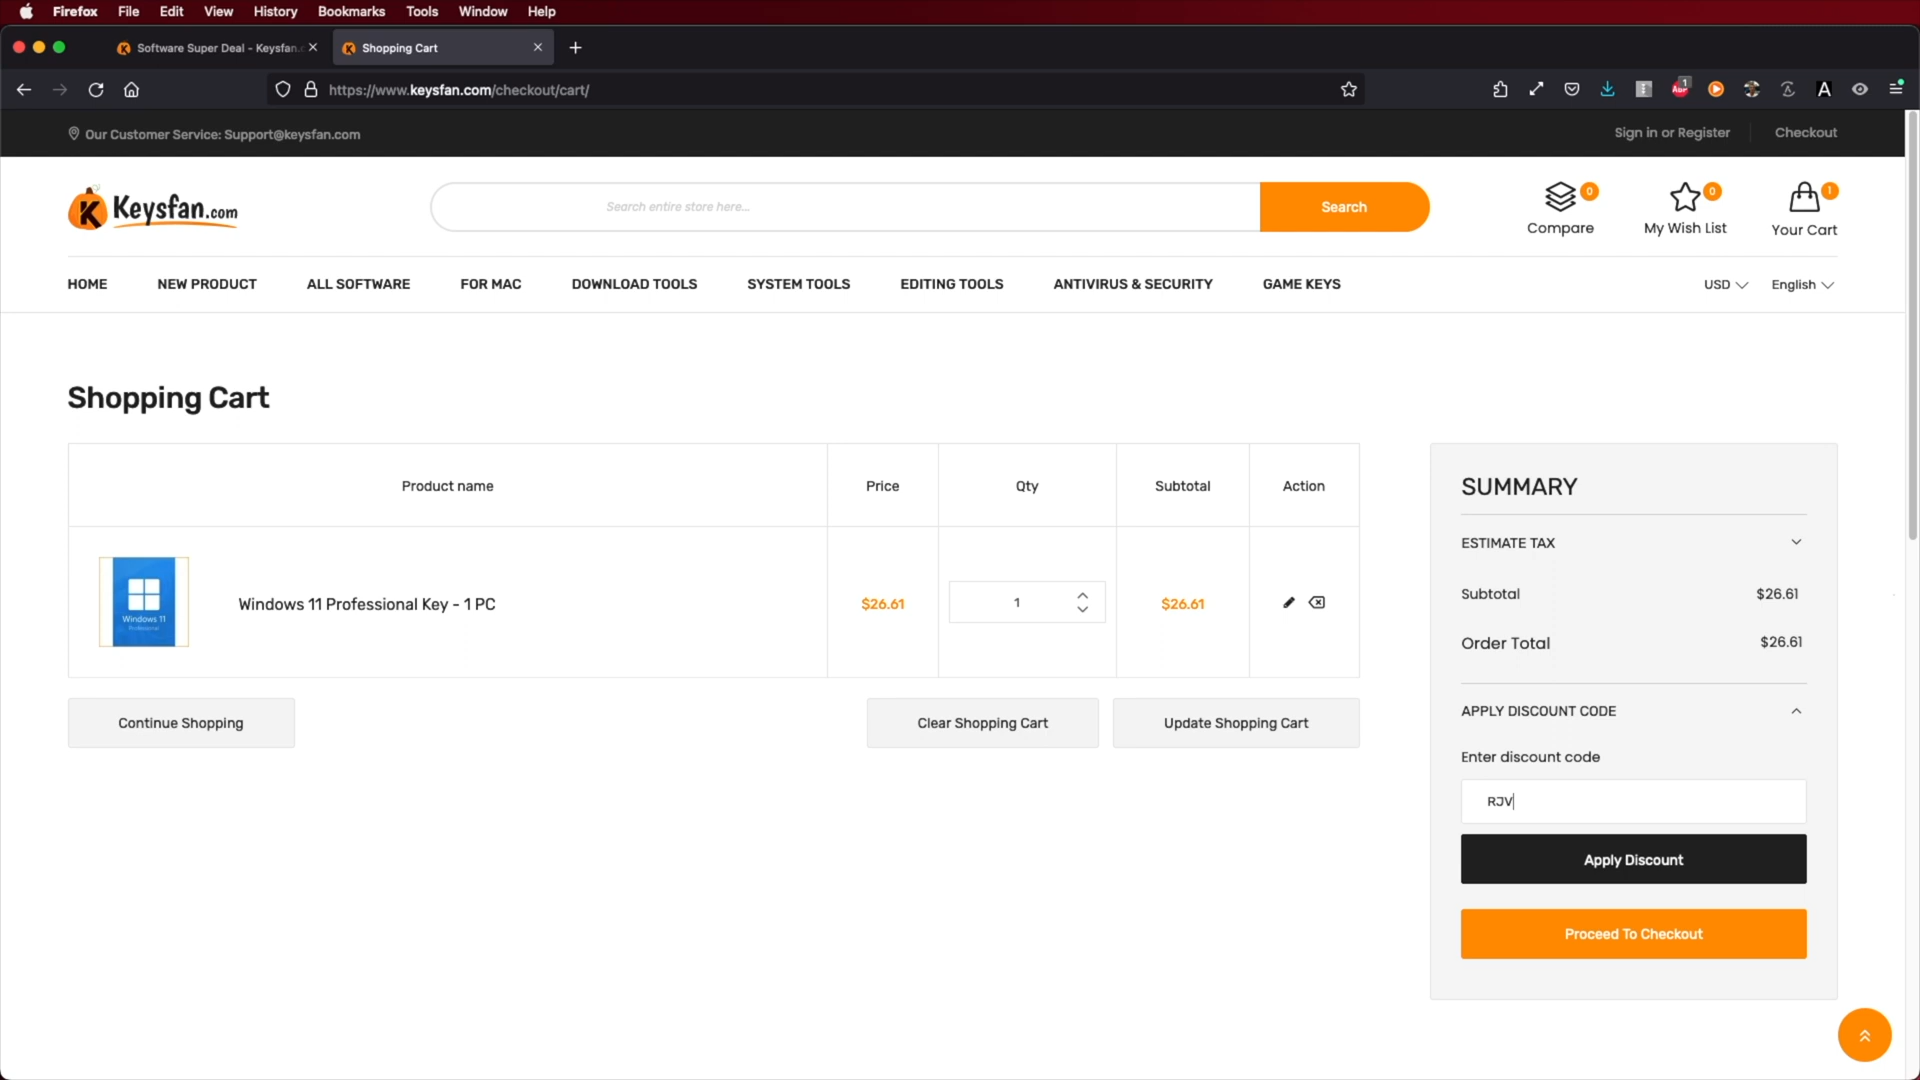 Firefox File Edit View History Bookmarks Tools Window Help
Software Super Deal - Keysfan.
Shopping Cart
https://www.keysfan.com/checkout/cart/
Our Customer Service: Support@keysfan.com
Sign in or Register
Checkout
Keysfan.com
Search entire store here...
Search
0
Compare
0
My Wish List
1
Your Cart
HOME
NEW PRODUCT
ALL SOFTWARE
FOR MAC
DOWNLOAD TOOLS
SYSTEM TOOLS
EDITING TOOLS
ANTIVIRUS & SECURITY
GAME KEYS
USD
English
Shopping Cart
Product name Price Qty Subtotal Action
Windows 11
Professional
Windows 11 Professional Key - 1 PC $26.61 1 $26.61
Continue Shopping
Clear Shopping Cart
Update Shopping Cart
SUMMARY
ESTIMATE TAX
Subtotal $26.61
Order Total $26.61
APPLY DISCOUNT CODE
Enter discount code
RJV
Apply Discount
Proceed To Checkout